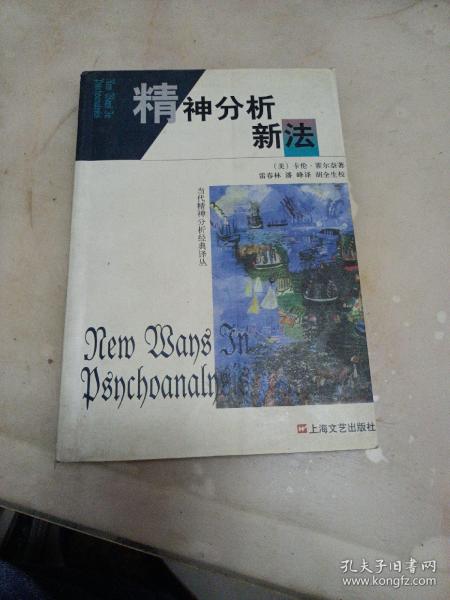 New Ways In
Psychoanalysis
精神分析
新法
(美)卡伦·霍尔奈著
雷春林 潘峰译 胡全生校
当代精神分析经典译丛
New Ways In
Psychoanalysis
上海文艺出版社
孔夫子旧书网
www.kongfz.com